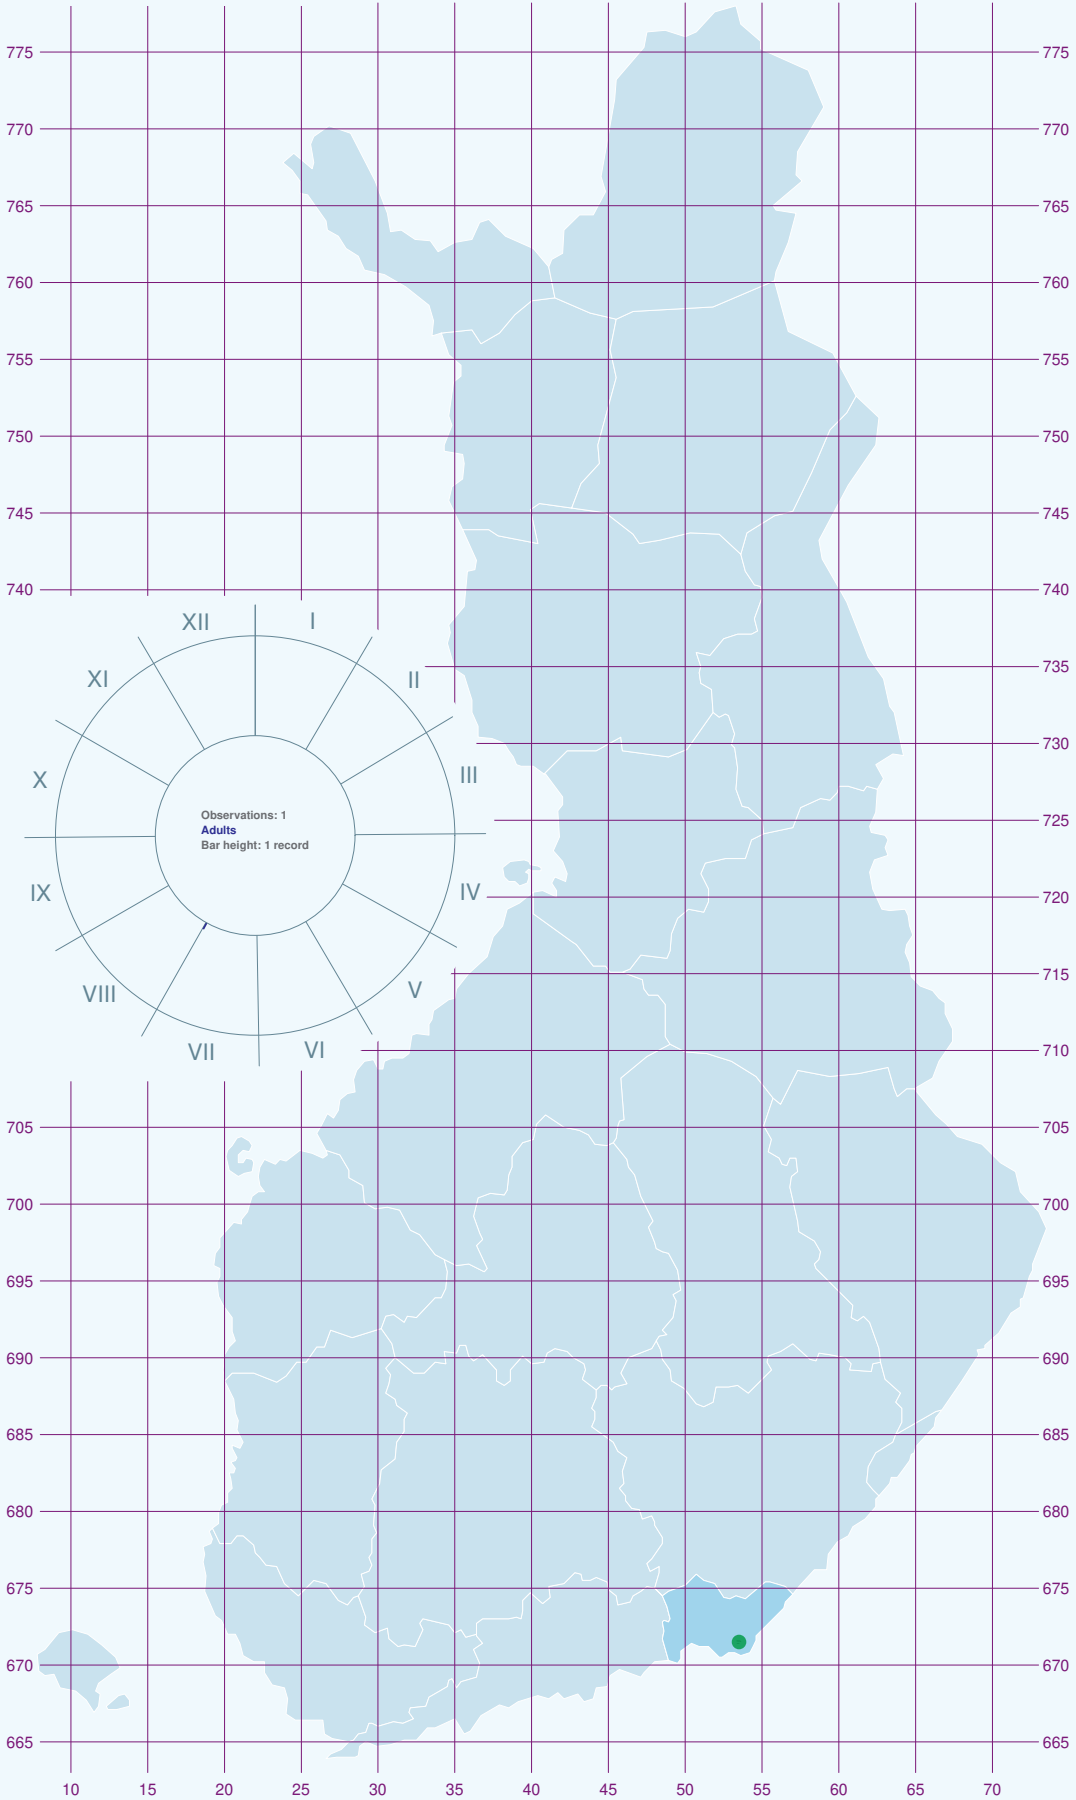 775 775
770 770
765 765
760 760
755 755
750 750
745 745
740 740
XII I
XI II
735
X III
730
Observations: 1
Adults
Bar height: 1 record
725
IX IV
720
VIII V
715
VII VI
710
705 705
700 700
695 695
690 690
685 685
680 680
675 675
670 670
665 665
10 15 20 25 30 35 40 45 50 55 60 65 70